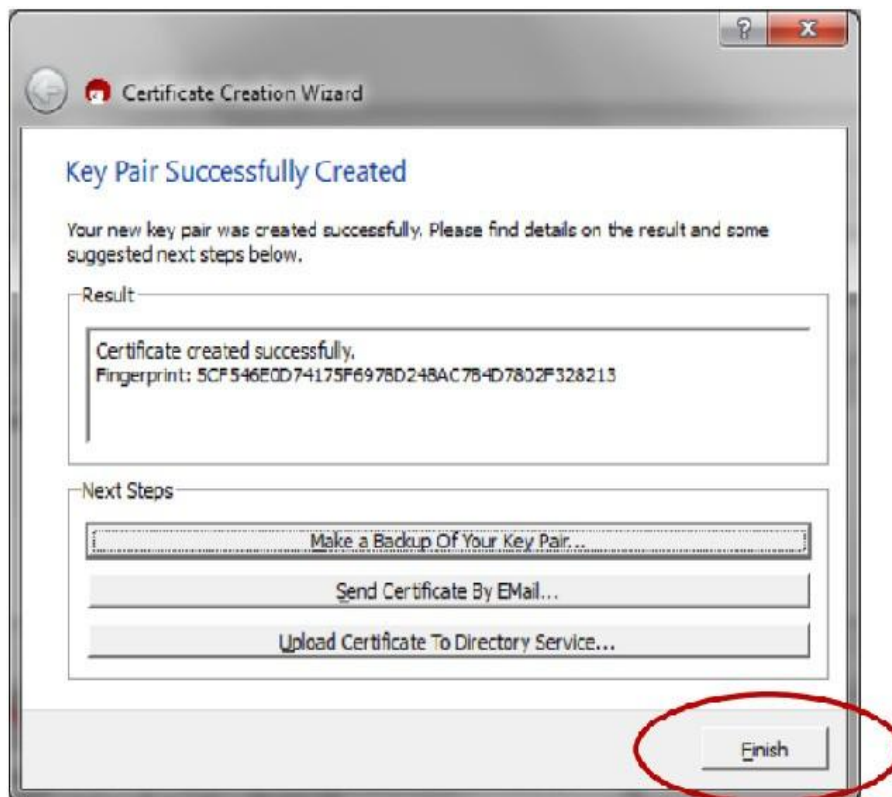 Certificate Creation Wizard
Key Pair Successfully Created
Your new key pair was created successfully. Please find details on the result and some
suggested next steps below.
Result
Certificate created successfully.
Fingerprint:
Next Steps
Make a Backup Of Your Key Pair...
Send Certificate By EMail...
Upload Certificate To Directory Service...
Finish